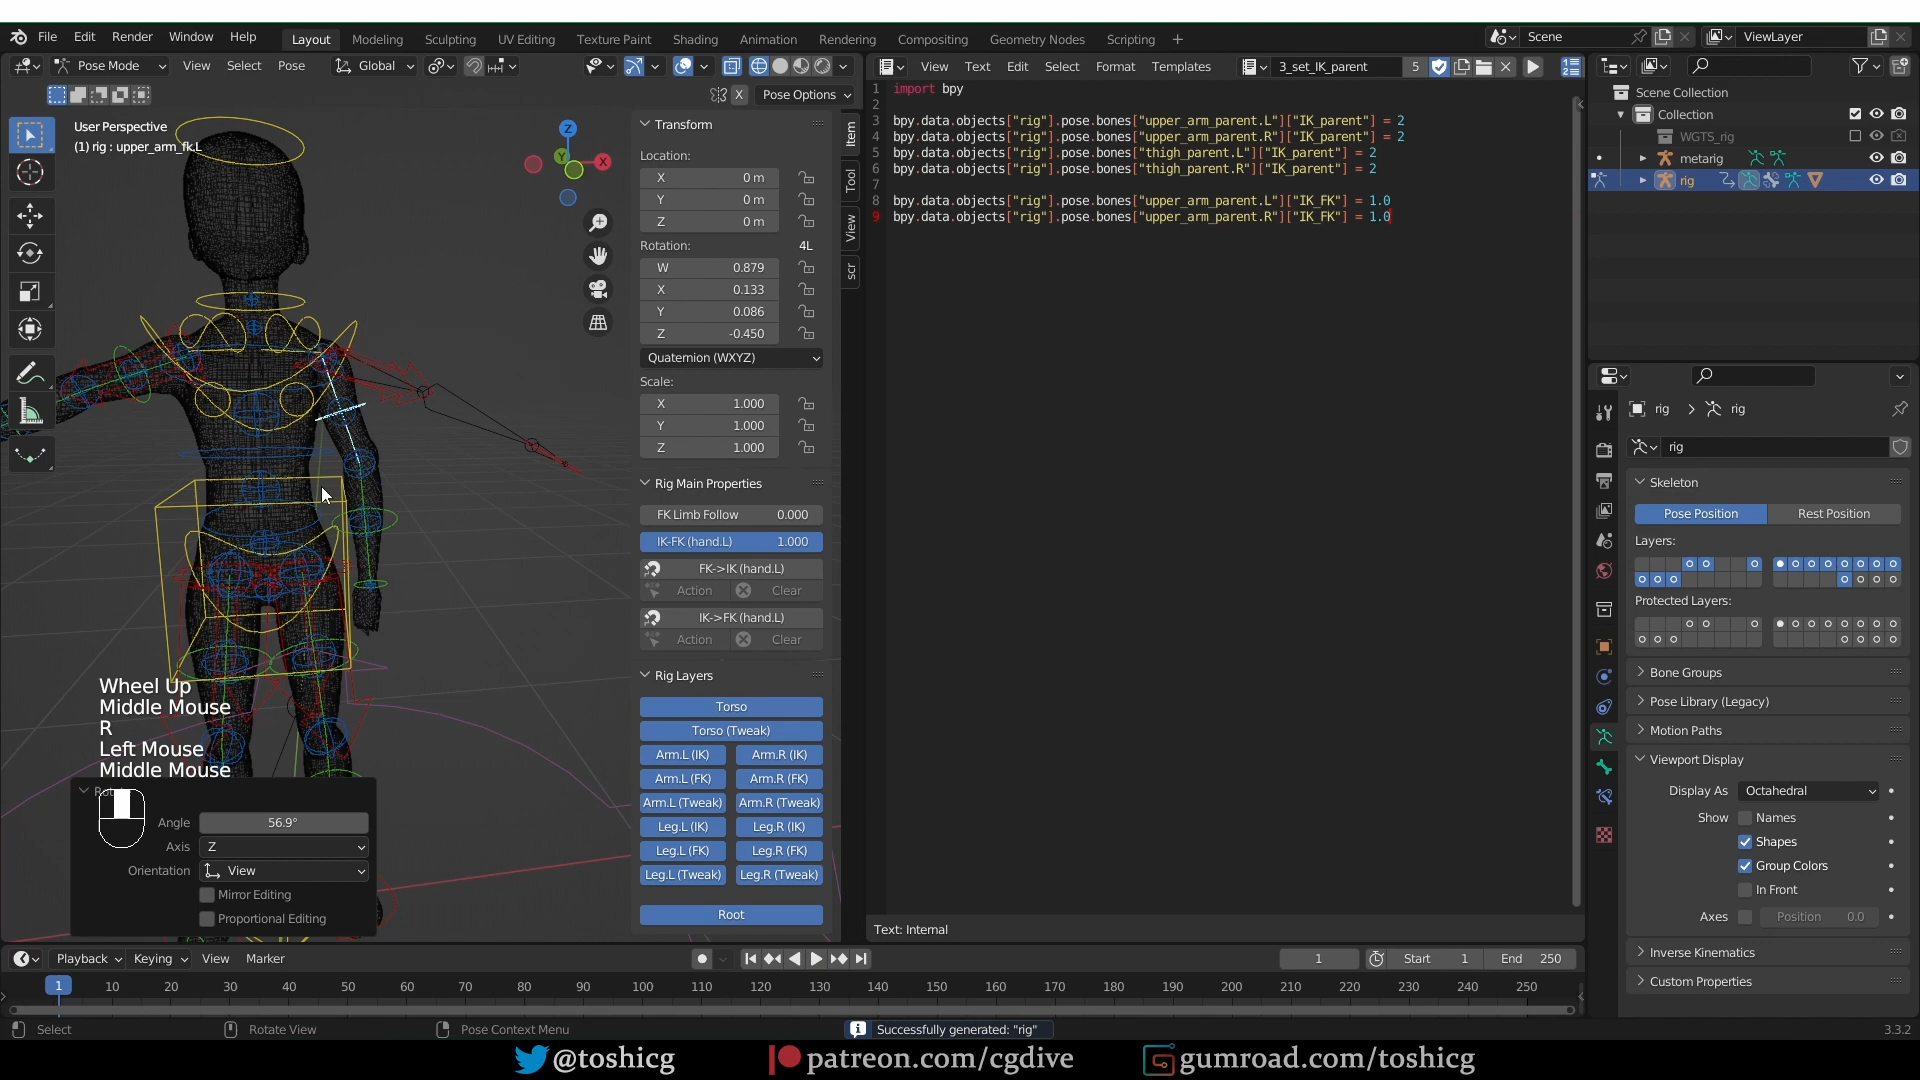 File Edit Render Window Help Layout Modeling Sculpting UV Editing Texture Paint Shading Animation Rendering Compositing Geometry Nodes Scripting + Scene ViewLayer
Pose Mode View Select Pose Global
X Pose Options
User Perspective
(1) rig : upper_arm_fk.L
Z
X
Y
Item
Tool
View
scr
Transform
Location:
X 0 m
Y 0 m
Z 0 m
Rotation: 4L
W 0.879
X 0.133
Y 0.086
Z -0.450
Quaternion (WXYZ)
Scale:
X 1.000
Y 1.000
Z 1.000
Rig Main Properties
FK Limb Follow 0.000
IK-FK (hand.L) 1.000
FK->IK (hand.L)
Action Clear
IK->FK (hand.L)
Action Clear
Rig Layers
Torso
Torso (Tweak)
Arm.L (IK) Arm.R (IK)
Arm.L (FK) Arm.R (FK)
Arm.L (Tweak) Arm.R (Tweak)
Leg.L (IK) Leg.R (IK)
Leg.L (FK) Leg.R (FK)
Leg.L (Tweak) Leg.R (Tweak)
Root
Wheel Up
Middle Mouse
R
Left Mouse
Middle Mouse
Angle 56.9°
Axis Z
Orientation View
Mirror Editing
Proportional Editing
View Text Edit Select Format Templates 3_set_IK_parent 5
1 import bpy
2
3 bpy.data.objects["rig"].pose.bones["upper_arm_parent.L"]["IK_parent"] = 2
4 bpy.data.objects["rig"].pose.bones["upper_arm_parent.R"]["IK_parent"] = 2
5 bpy.data.objects["rig"].pose.bones["thigh_parent.L"]["IK_parent"] = 2
6 bpy.data.objects["rig"].pose.bones["thigh_parent.R"]["IK_parent"] = 2
7
8 bpy.data.objects["rig"].pose.bones["upper_arm_parent.L"]["IK_FK"] = 1.0
9 bpy.data.objects["rig"].pose.bones["upper_arm_parent.R"]["IK_FK"] = 1.0
Text: Internal
Scene Collection
Collection
WGTS_rig
metarig
rig
rig > rig
rig
Skeleton
Pose Position Rest Position
Layers:
Protected Layers:
Bone Groups
Pose Library (Legacy)
Motion Paths
Viewport Display
Display As Octahedral
Show Names
Shapes
Group Colors
In Front
Axes Position 0.0
Inverse Kinematics
Custom Properties
Playback Keying View Marker 1 Start 1 End 250
1 10 20 30 40 50 60 70 80 90 100 110 120 130 140 150 160 170 180 190 200 210 220 230 240 250
Select Rotate View Pose Context Menu Successfully generated: "rig" 3.3.2
@toshicg patreon.com/cgdive gumroad.com/toshicg